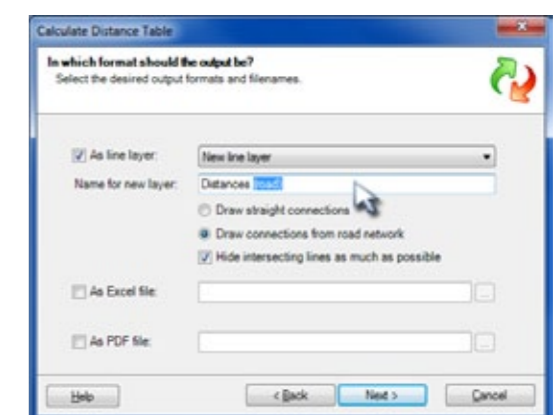 Calculate Distance Table
In which format should the output be?
Select the desired output formats and filenames.
As line layer:
New line layer
Name for new layer:
Distances (road)
Draw straight connections
Draw connections from road network
Hide intersecting lines as much as possible
As Excel file:
...
As PDF file:
...
Help
< Back
Next >
Cancel